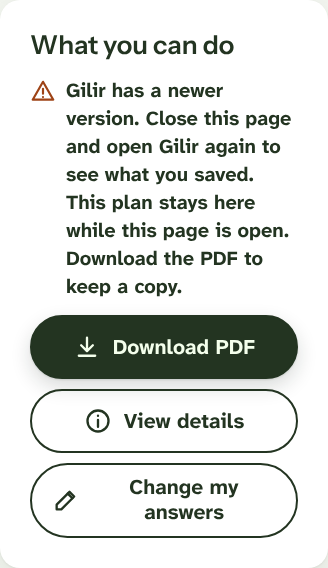 What you can do
Gilir has a newer
version. Close this page
and open Gilir again to
see what you saved.
This plan stays here
while this page is open.
Download the PDF to
keep a copy.
Download PDF
View details
Change my
answers